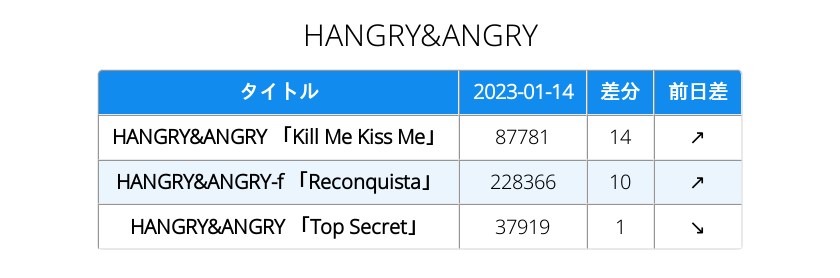 HANGRY&ANGRY
タイトル 2023-01-14 差分 前日差
HANGRY&ANGRY 「Kill Me Kiss Me」 87781 14 ↗
HANGRY&ANGRY-f 「Reconquista」 228366 10 ↗
HANGRY&ANGRY 「Top Secret」 37919 1 ↘